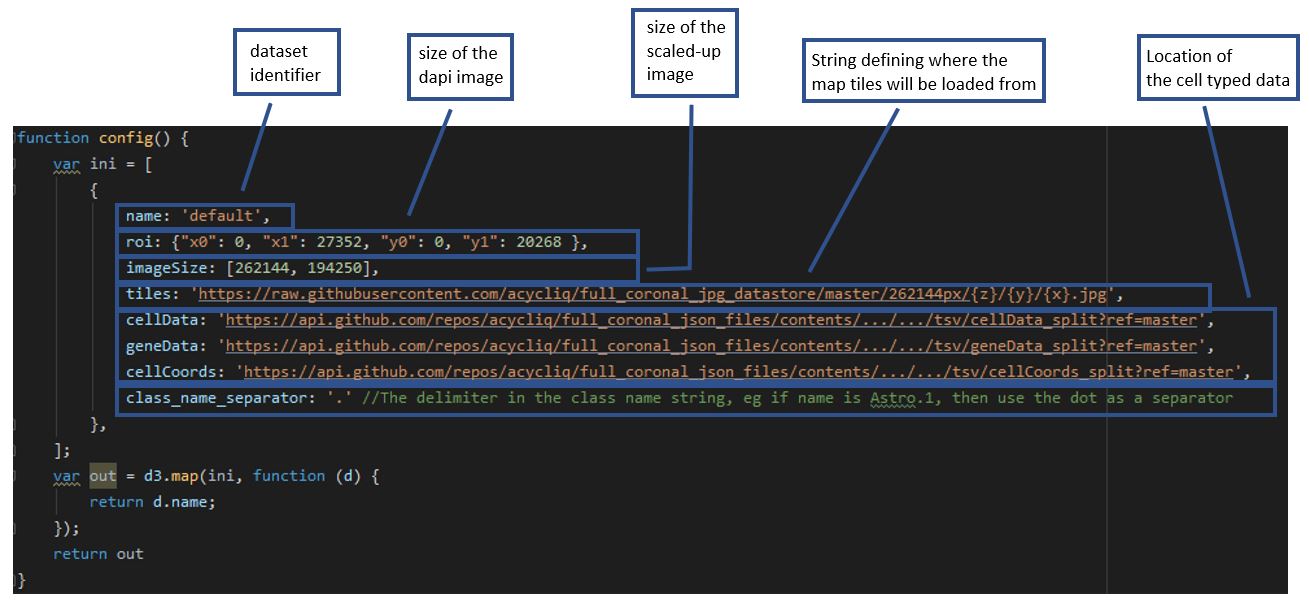 dataset
identifier
size of the
dapi image
size of the
scaled-up
image
String defining where the
map tiles will be loaded from
Location of
the cell typed data
function config() {
var ini = [
{
name: 'default',
roi: {"x0": 0, "x1": 27352, "y0": 0, "y1": 20268 },
imageSize: [262144, 194250],
tiles: 'https://raw.githubusercontent.com/acycliq/full_coronal_jpg_datastore/master/262144px/{z}/{y}/{x}.jpg',
cellData: 'https://api.github.com/repos/acycliq/full_coronal_json_files/contents/.../.../tsv/cellData_split?ref=master',
geneData: 'https://api.github.com/repos/acycliq/full_coronal_json_files/contents/.../.../tsv/geneData_split?ref=master',
cellCoords: 'https://api.github.com/repos/acycliq/full_coronal_json_files/contents/.../.../tsv/cellCoords_split?ref=master',
class_name_separator: '.' //The delimiter in the class name string, eg if name is Astro.1, then use the dot as a separator
},
];
var out = d3.map(ini, function (d) {
return d.name;
});
return out
}